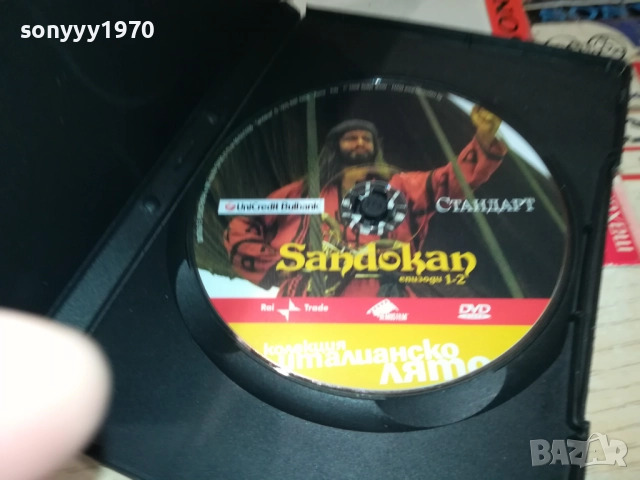 sonyyy1970
UniCredit Bulbank
СТАНДАРТ
Sandokan
епизоди 1-2
Rai Trade
DVD
колекция
италианско
лято
BAZAR